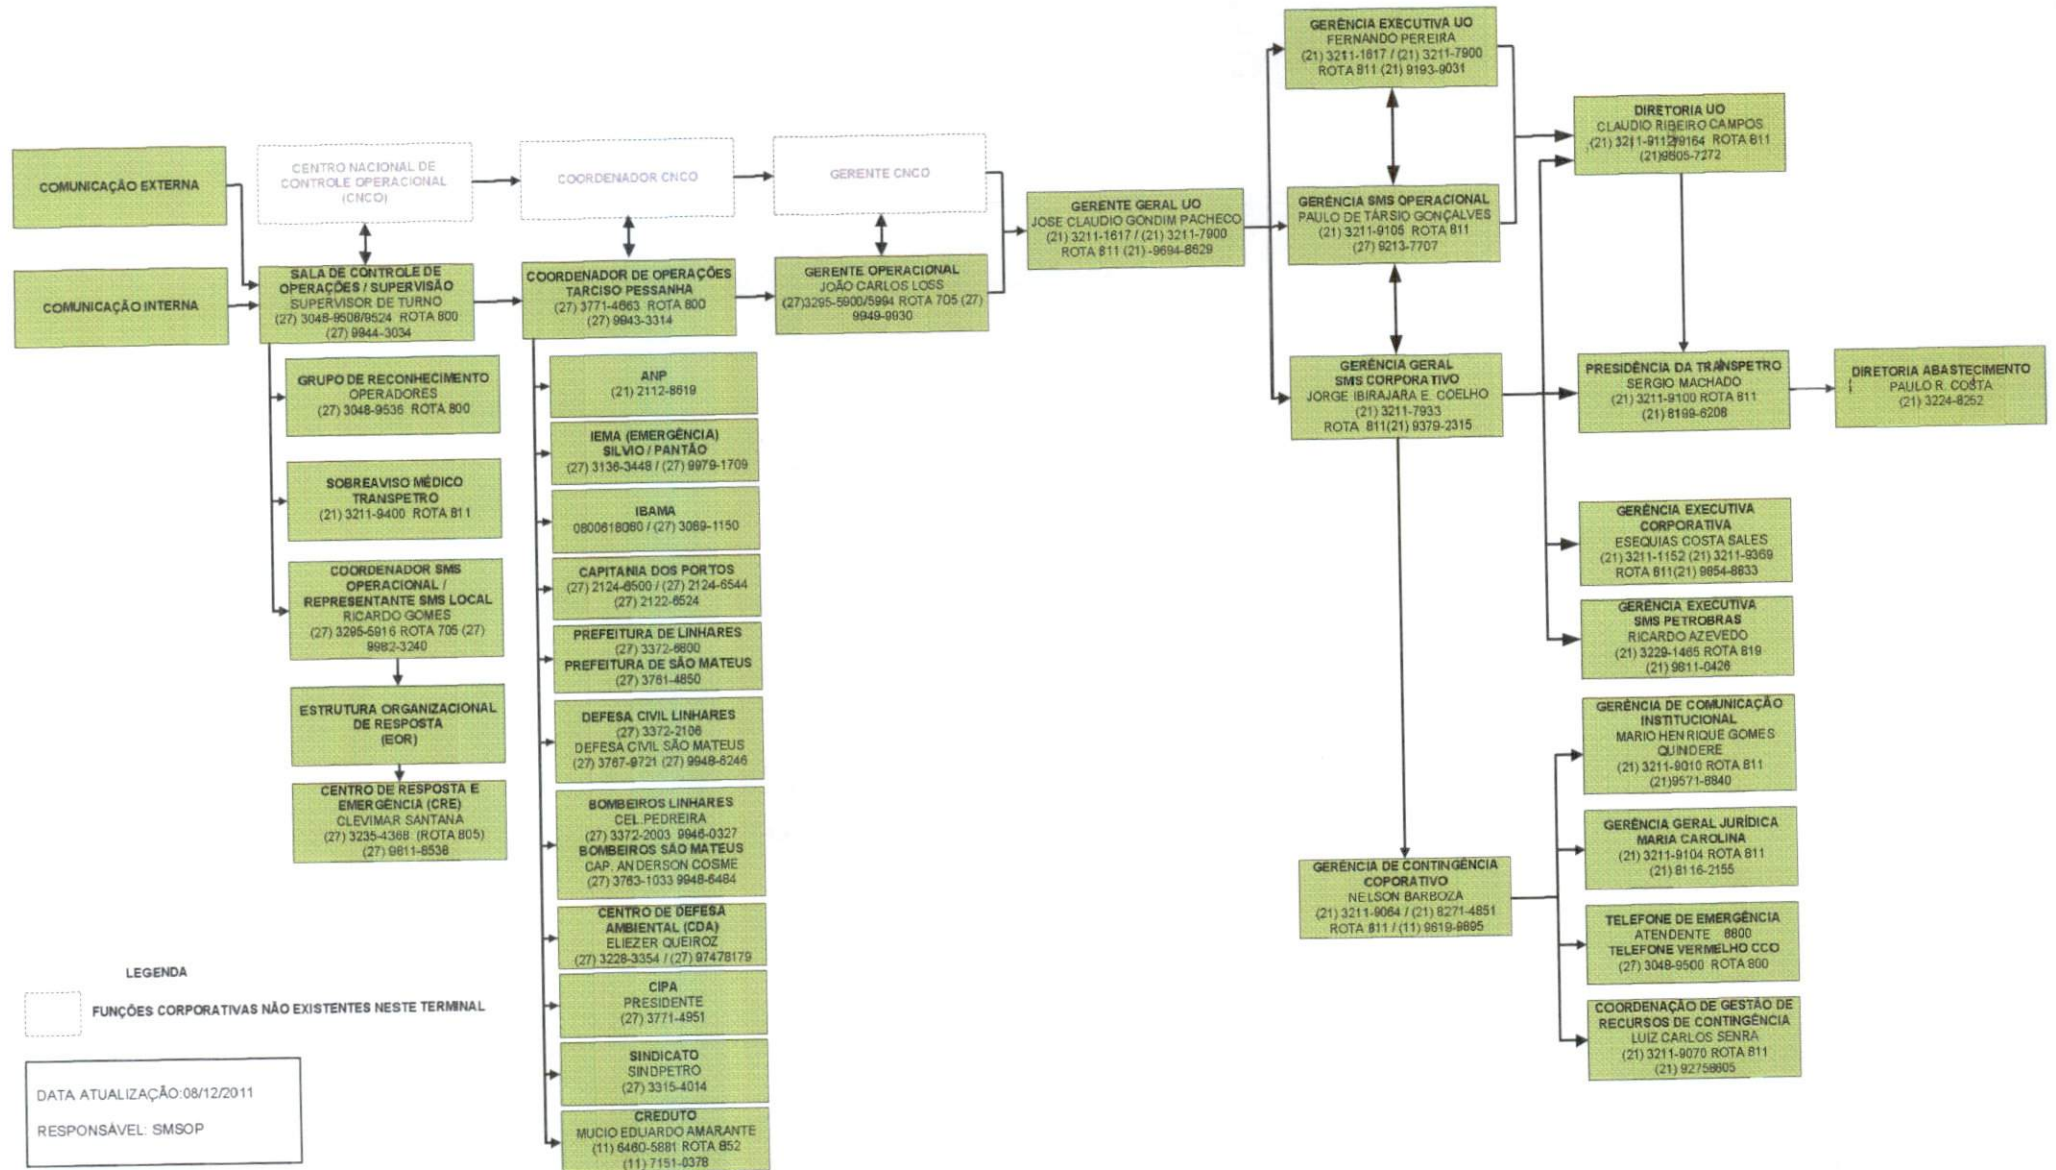 COMUNICAÇÃO EXTERNA
COMUNICAÇÃO INTERNA
CENTRO NACIONAL DE
CONTROLE OPERACIONAL
(CNCO)
COORDENADOR CNCO
GERENTE CNCO
SALA DE CONTROLE DE
OPERAÇÕES / SUPERVISÃO
SUPERVISOR DE TURNO
(27) 3048-9506/9524 ROTA 800
(27) 9944-3034
COORDENADOR DE OPERAÇÕES
TARCISO PESSANHA
(27) 3771-4663 ROTA 800
(27) 9943-3314
GERENTE OPERACIONAL
JOÃO CARLOS LOSS
(27)3295-5900/5994 ROTA 705 (27)
9949-9930
GERENTE GERAL UO
JOSE CLAUDIO GONDIM PACHECO
(21) 3211-1617 / (21) 3211-7900
ROTA 811 (21) -9694-8629
GERÊNCIA EXECUTIVA UO
FERNANDO PEREIRA
(21) 3211-1617 / (21) 3211-7900
ROTA 811 (21) 9193-9031
GERÊNCIA SMS OPERACIONAL
PAULO DE TÁRSIO GONÇALVES
(21) 3211-9105 ROTA 811
(27) 9213-7707
GERÊNCIA GERAL
SMS CORPORATIVO
JORGE IBIRAJARA E. COELHO
(21) 3211-7933
ROTA 811(21) 9379-2315
DIRETORIA UO
CLAUDIO RIBEIRO CAMPOS
(21) 3211-9112/9164 ROTA 811
(21)9605-7272
PRESIDÊNCIA DA TRANSPETRO
SERGIO MACHADO
(21) 3211-9100 ROTA 811
(21) 8199-6208
DIRETORIA ABASTECIMENTO
PAULO R. COSTA
(21) 3224-8252
GERÊNCIA EXECUTIVA
CORPORATIVA
ESEQUIAS COSTA SALES
(21) 3211-1152 (21) 3211-9369
ROTA 811(21) 9854-8833
GERÊNCIA EXECUTIVA
SMS PETROBRAS
RICARDO AZEVEDO
(21) 3229-1465 ROTA 819
(21) 9811-0426
GERÊNCIA DE COMUNICAÇÃO
INSTITUCIONAL
MARIO HENRIQUE GOMES
QUINDERE
(21) 3211-9010 ROTA 811
(21)9571-8840
GERÊNCIA GERAL JURÍDICA
MARIA CAROLINA
(21) 3211-9104 ROTA 811
(21) 8116-2155
TELEFONE DE EMERGÊNCIA
ATENDENTE 8800
TELEFONE VERMELHO CCO
(27) 3048-9500 ROTA 800
COORDENAÇÃO DE GESTÃO DE
RECURSOS DE CONTINGÊNCIA
LUIZ CARLOS SENRA
(21) 3211-9070 ROTA 811
(21) 92758605
GERÊNCIA DE CONTINGÊNCIA
COPORATIVO
NELSON BARBOZA
(21) 3211-9064 / (21) 8271-4851
ROTA 811 / (11) 9619-9895
GRUPO DE RECONHECIMENTO
OPERADORES
(27) 3048-9536 ROTA 800
SOBREAVISO MÉDICO
TRANSPETRO
(21) 3211-9400 ROTA 811
COORDENADOR SMS
OPERACIONAL /
REPRESENTANTE SMS LOCAL
RICARDO GOMES
(27) 3295-5916 ROTA 705 (27)
9982-3240
ESTRUTURA ORGANIZACIONAL
DE RESPOSTA
(EOR)
CENTRO DE RESPOSTA E
EMERGÊNCIA (CRE)
CLEVIMAR SANTANA
(27) 3235-4368 (ROTA 805)
(27) 9811-8538
ANP
(21) 2112-8619
IEMA (EMERGÊNCIA)
SILVIO / PANTÃO
(27) 3136-3448 / (27) 9979-1709
IBAMA
0800618080 / (27) 3089-1150
CAPITANIA DOS PORTOS
(27) 2124-6500 / (27) 2124-6544
(27) 2122-6524
PREFEITURA DE LINHARES
(27) 3372-6800
PREFEITURA DE SÃO MATEUS
(27) 3761-4850
DEFESA CIVIL LINHARES
(27) 3372-2106
DEFESA CIVIL SÃO MATEUS
(27) 3767-9721 (27) 9948-6246
BOMBEIROS LINHARES
CEL.PEDREIRA
(27) 3372-2003 9946-0327
BOMBEIROS SÃO MATEUS
CAP. ANDERSON COSME
(27) 3763-1033 9948-6484
CENTRO DE DEFESA
AMBIENTAL (CDA)
ELIEZER QUEIROZ
(27) 3228-3354 / (27) 97478179
CIPA
PRESIDENTE
(27) 3771-4951
SINDICATO
SINDPETRO
(27) 3315-4014
CREDUTO
MUCIO EDUARDO AMARANTE
(11) 6460-5881 ROTA 852
(11) 7151-0378
LEGENDA
FUNÇÕES CORPORATIVAS NÃO EXISTENTES NESTE TERMINAL
DATA ATUALIZAÇÃO:08/12/2011
RESPONSÁVEL: SMSOP